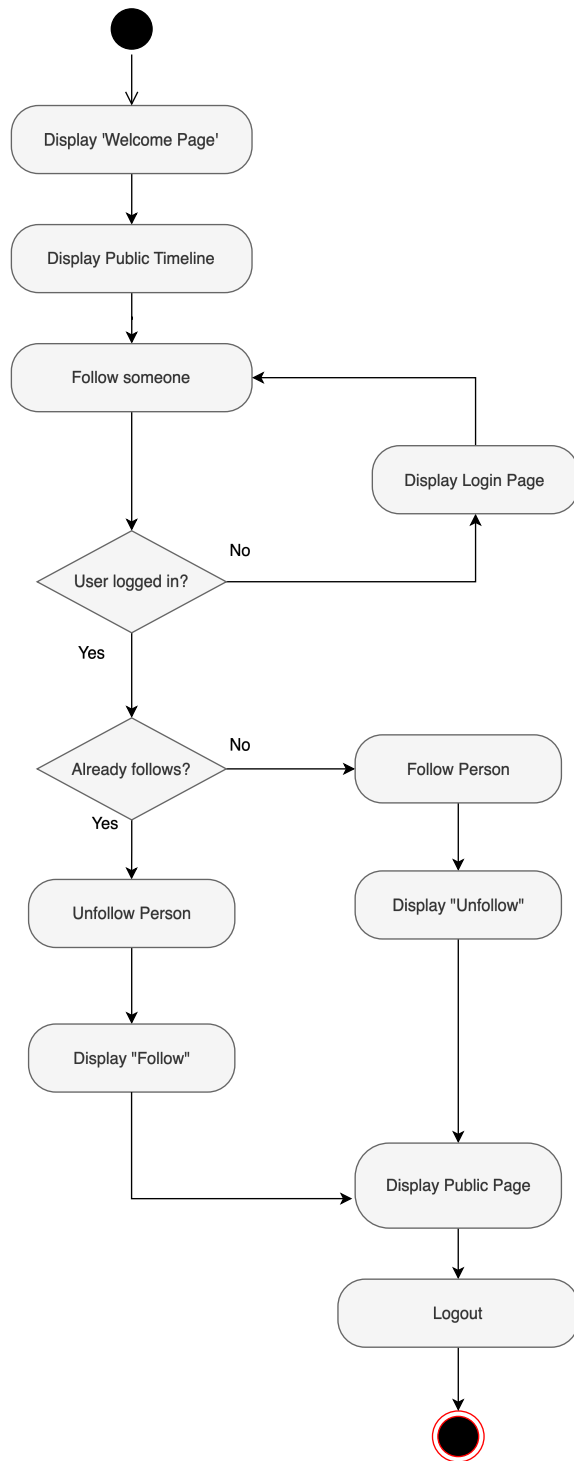 Display 'Welcome Page'
Display Public Timeline
Follow someone
Display Login Page
No
User logged in?
Yes
No
Already follows?
Follow Person
Yes
Display "Unfollow"
Unfollow Person
Display "Follow"
Display Public Page
Logout